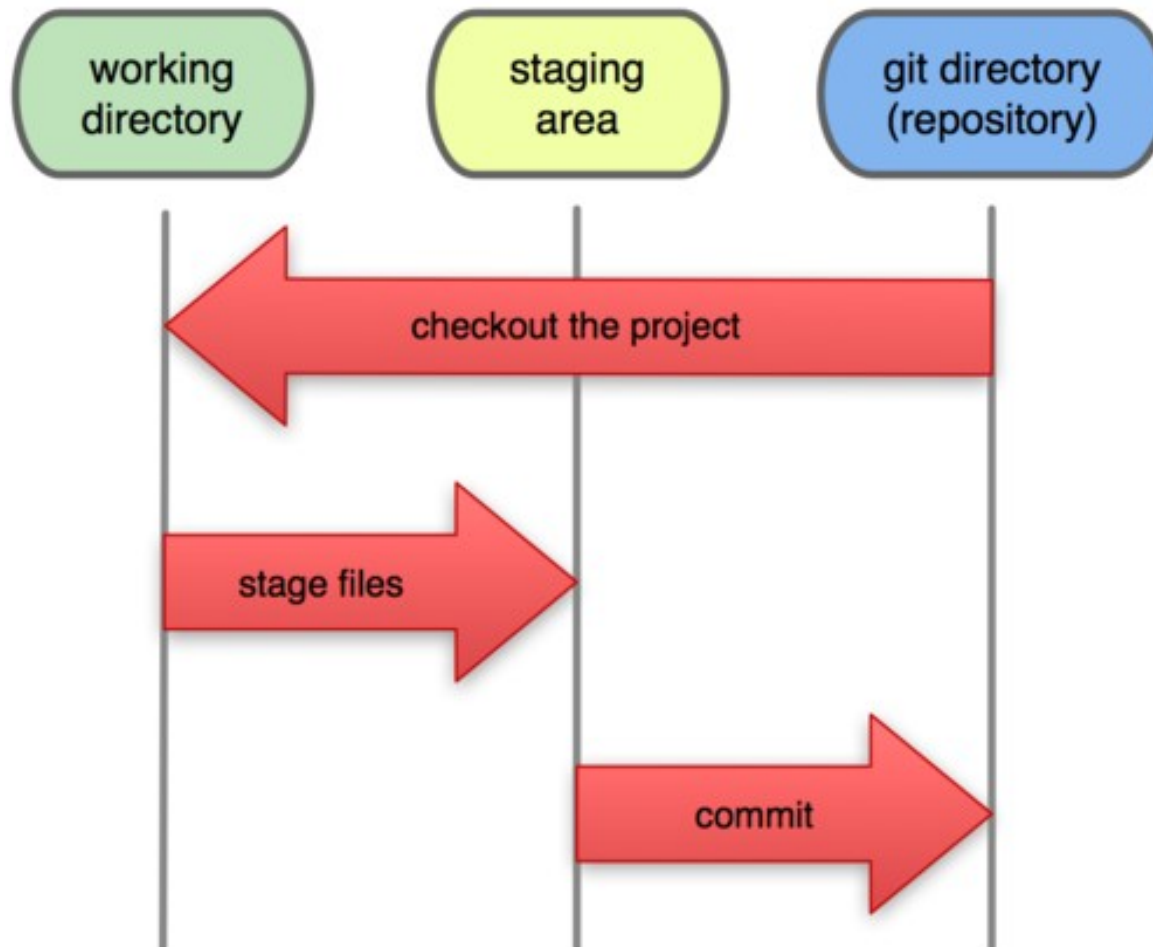 working
directory
staging
area
git directory
(repository)
checkout the project
stage files
commit